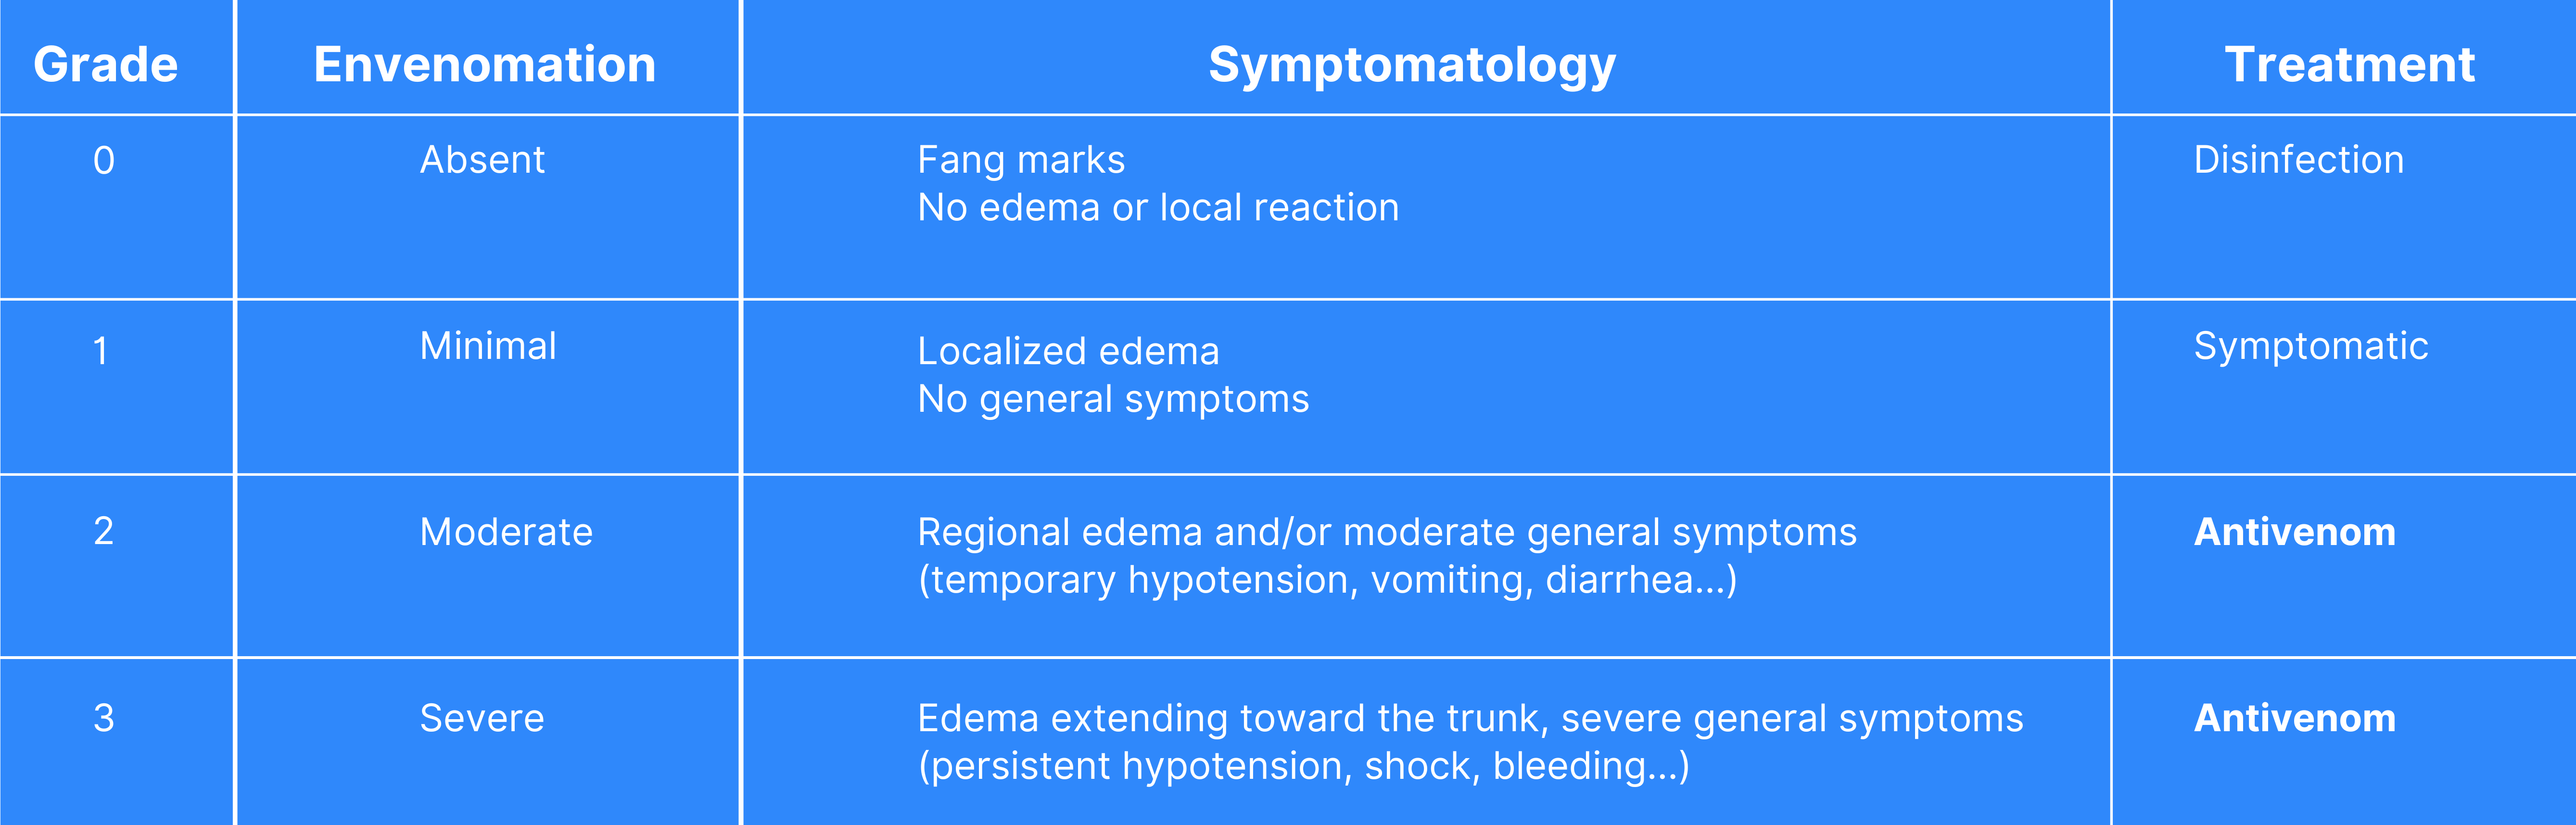 Grade Envenomation Symptomatology Treatment
0 Absent Fang marks Disinfection
No edema or local reaction
1 Minimal Localized edema Symptomatic
No general symptoms
2 Moderate Regional edema and/or moderate general symptoms Antivenom
(temporary hypotension, vomiting, diarrhea...)
3 Severe Edema extending toward the trunk, severe general symptoms Antivenom
(persistent hypotension, shock, bleeding...)